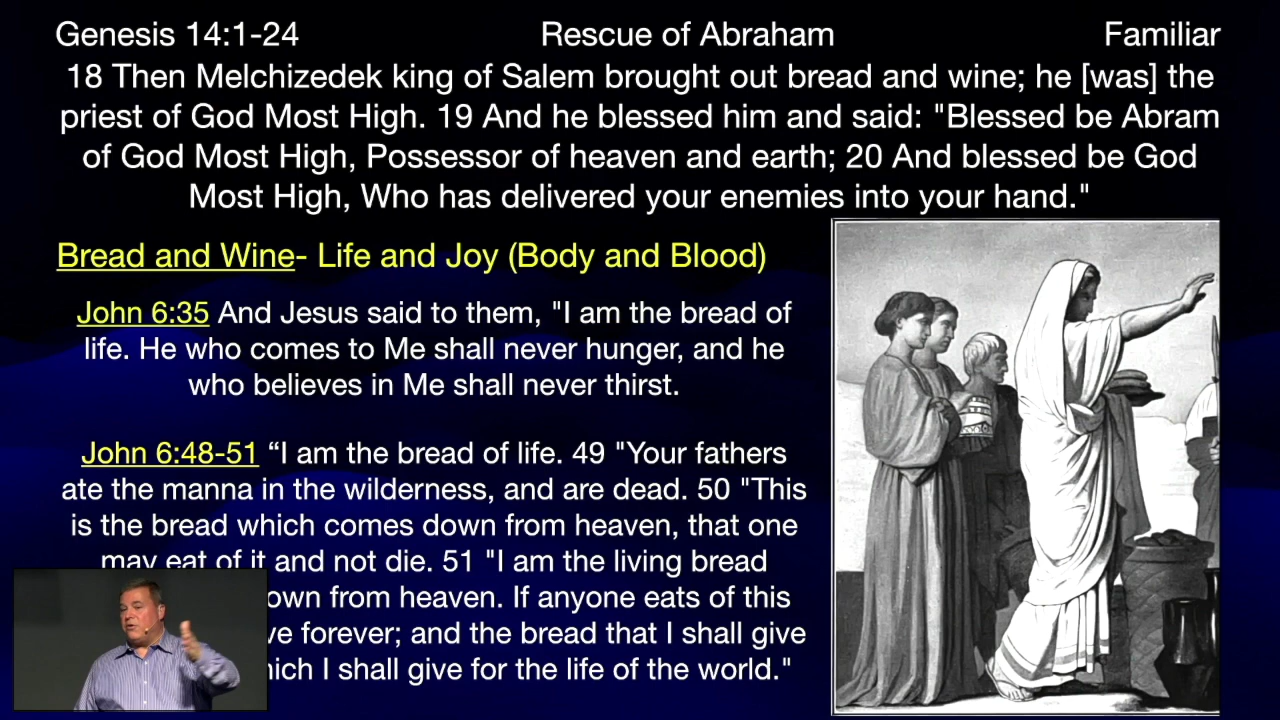 Genesis 14:1-24 Rescue of Abraham Familiar
18 Then Melchizedek king of Salem brought out bread and wine; he [was] the
priest of God Most High. 19 And he blessed him and said: "Blessed be Abram
of God Most High, Possessor of heaven and earth; 20 And blessed be God
Most High, Who has delivered your enemies into your hand."
Bread and Wine- Life and Joy (Body and Blood)
John 6:35 And Jesus said to them, "I am the bread of
life. He who comes to Me shall never hunger, and he
who believes in Me shall never thirst.
John 6:48-51 “I am the bread of life. 49 "Your fathers
ate the manna in the wilderness, and are dead. 50 "This
is the bread which comes down from heaven, that one
may eat of it and not die. 51 "I am the living bread
from heaven. If anyone eats of this
forever; and the bread that I shall give
I shall give for the life of the world."